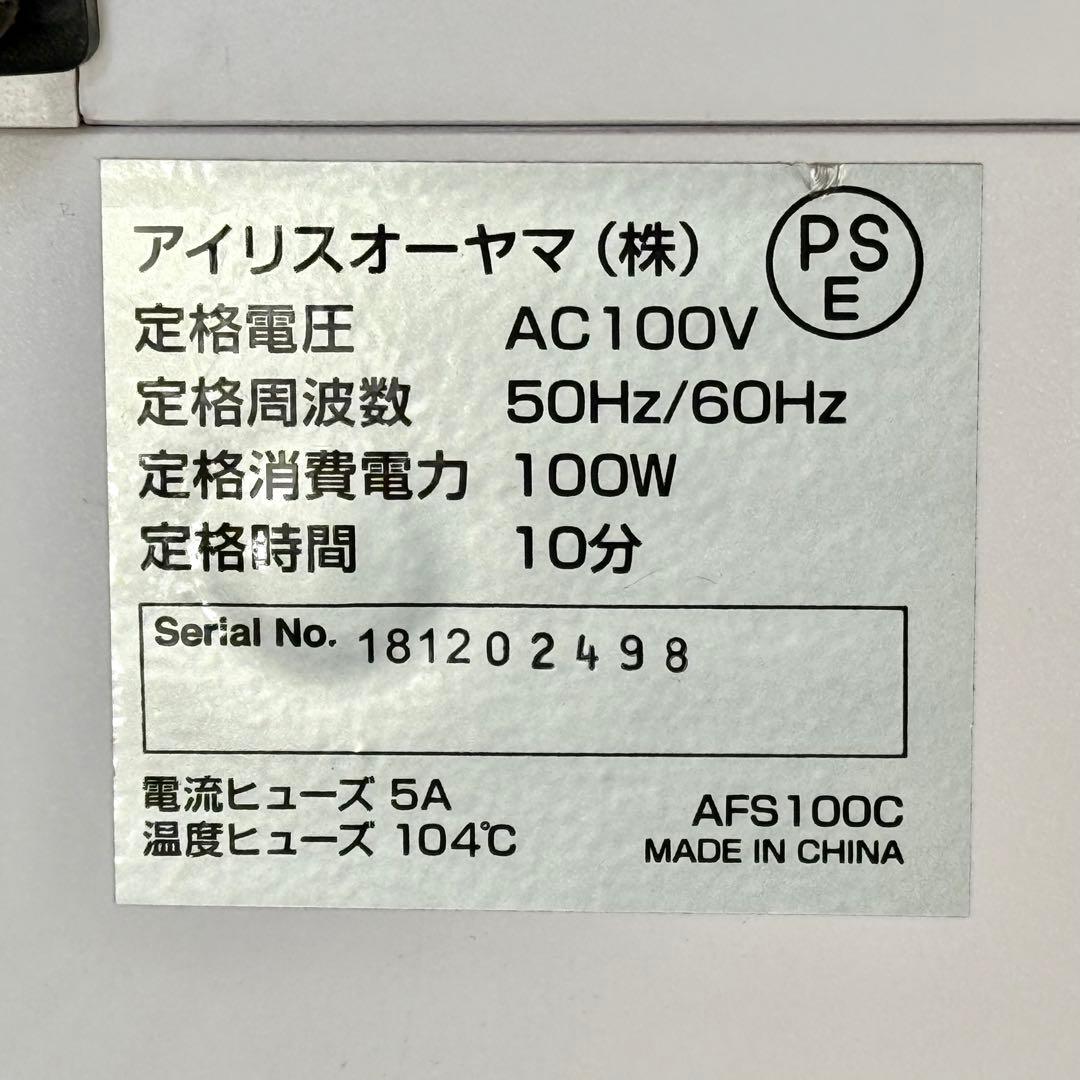 アイリスオーヤマ(株)
PS
E
定格電圧 AC100V
定格周波数 50Hz/60Hz
定格消費電力 100W
定格時間 10分
Serial No. 181202498
電流ヒューズ 5A
温度ヒューズ 104℃
AFS100C
MADE IN CHINA